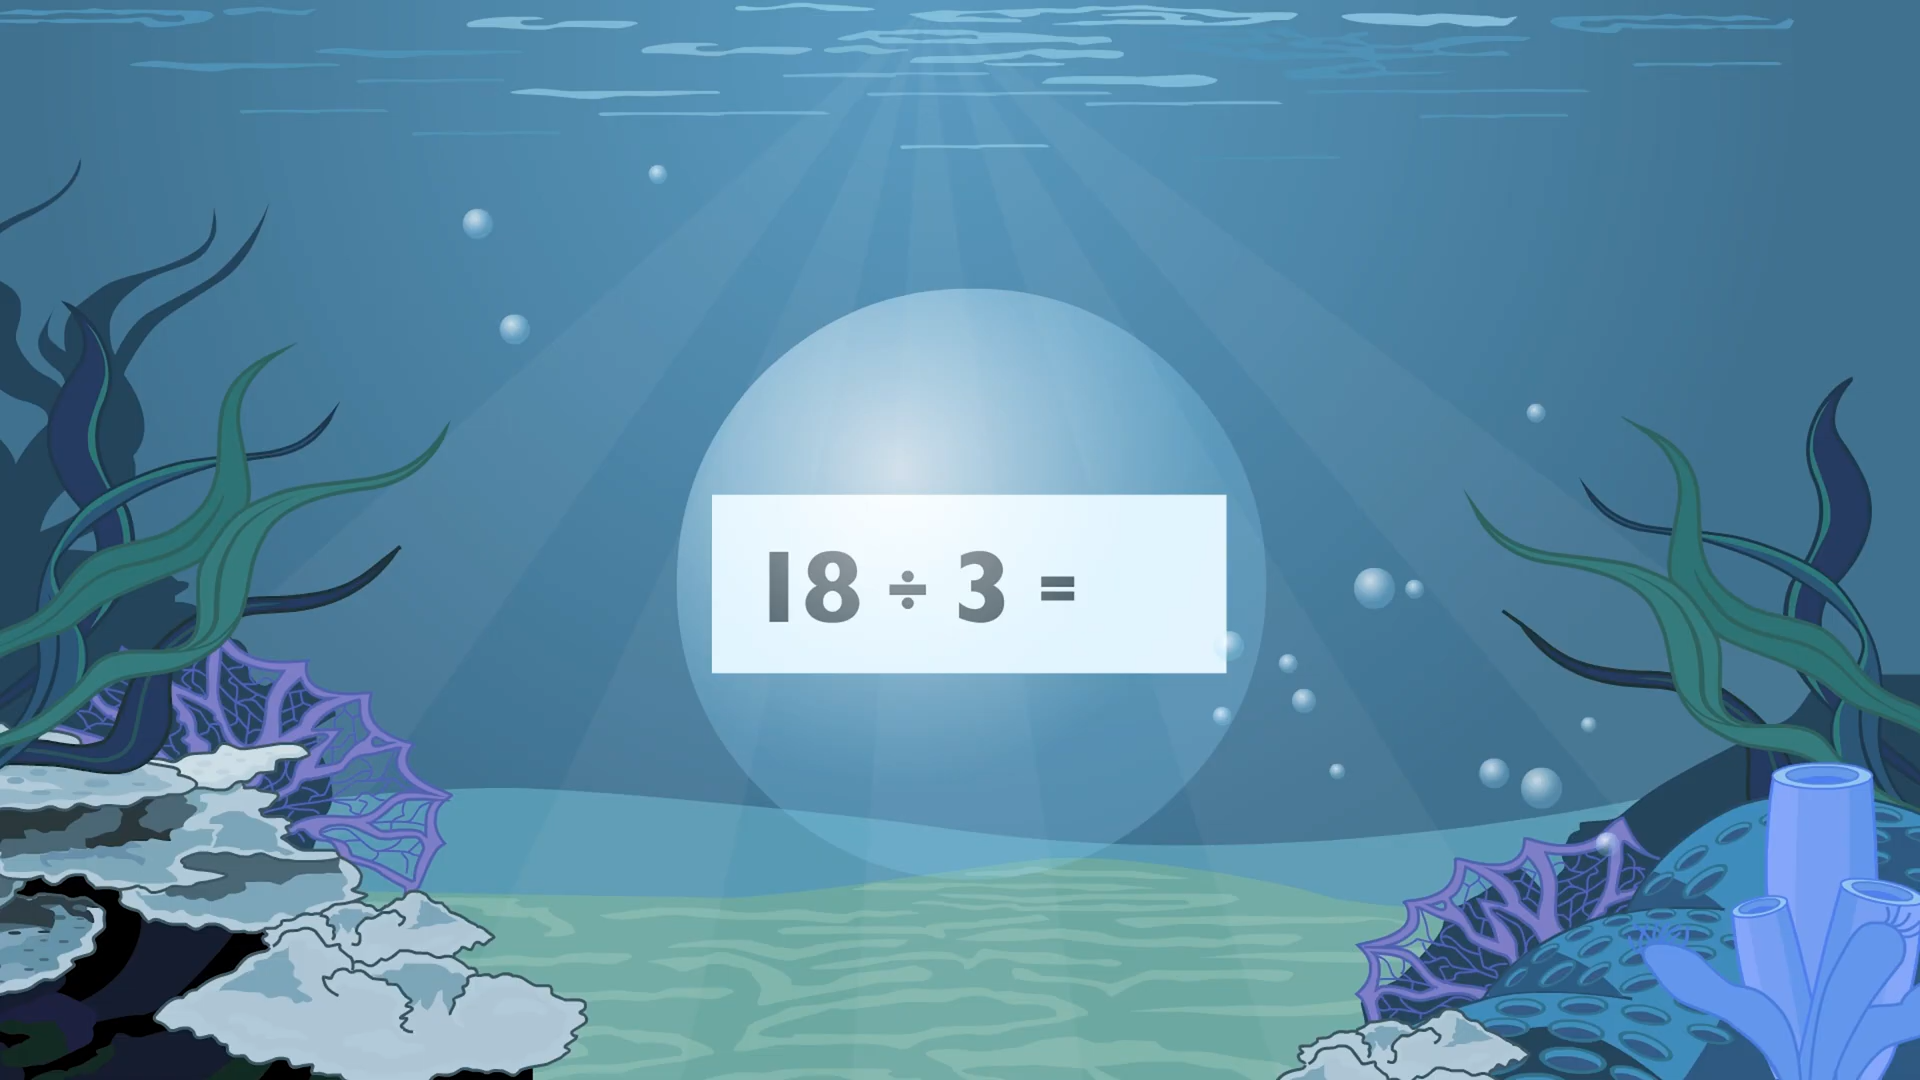 18 ÷ 3 =